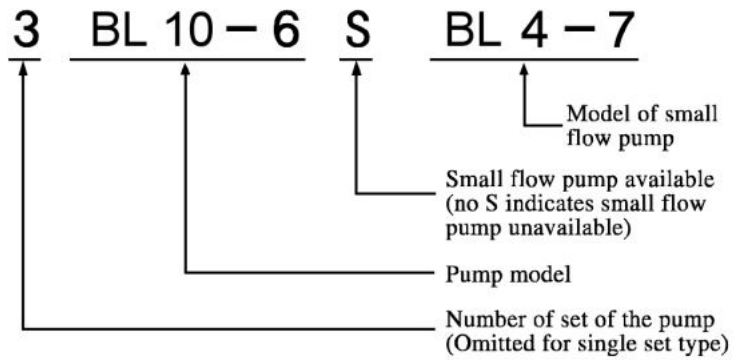 3 BL 10 – 6 S BL 4 – 7
Model of small
flow pump
Small flow pump available
(no S indicates small flow
pump unavailable)
Pump model
Number of set of the pump
(Omitted for single set type)